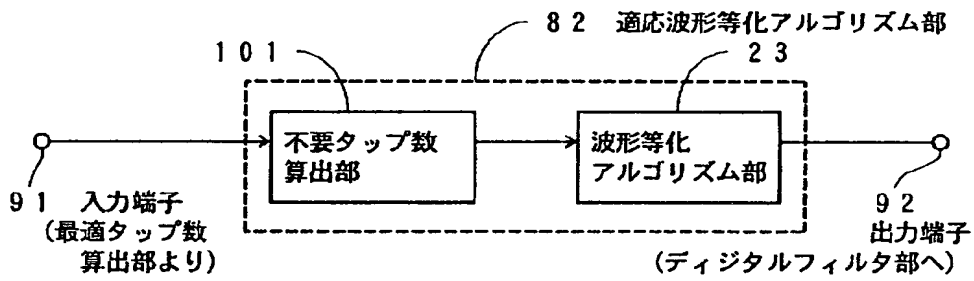 82 適応波形等化アルゴリズム部
101
23
不要タップ数
算出部
波形等化
アルゴリズム部
91 入力端子
(最適タップ数
算出部より)
92
出力端子
(ディジタルフィルタ部へ)